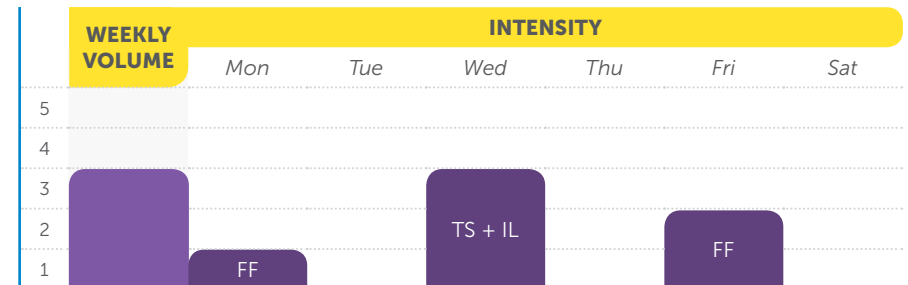 WEEKLY
VOLUME
INTENSITY
Mon Tue Wed Thu Fri Sat
5
4
3
2 TS + IL
FF
1 FF